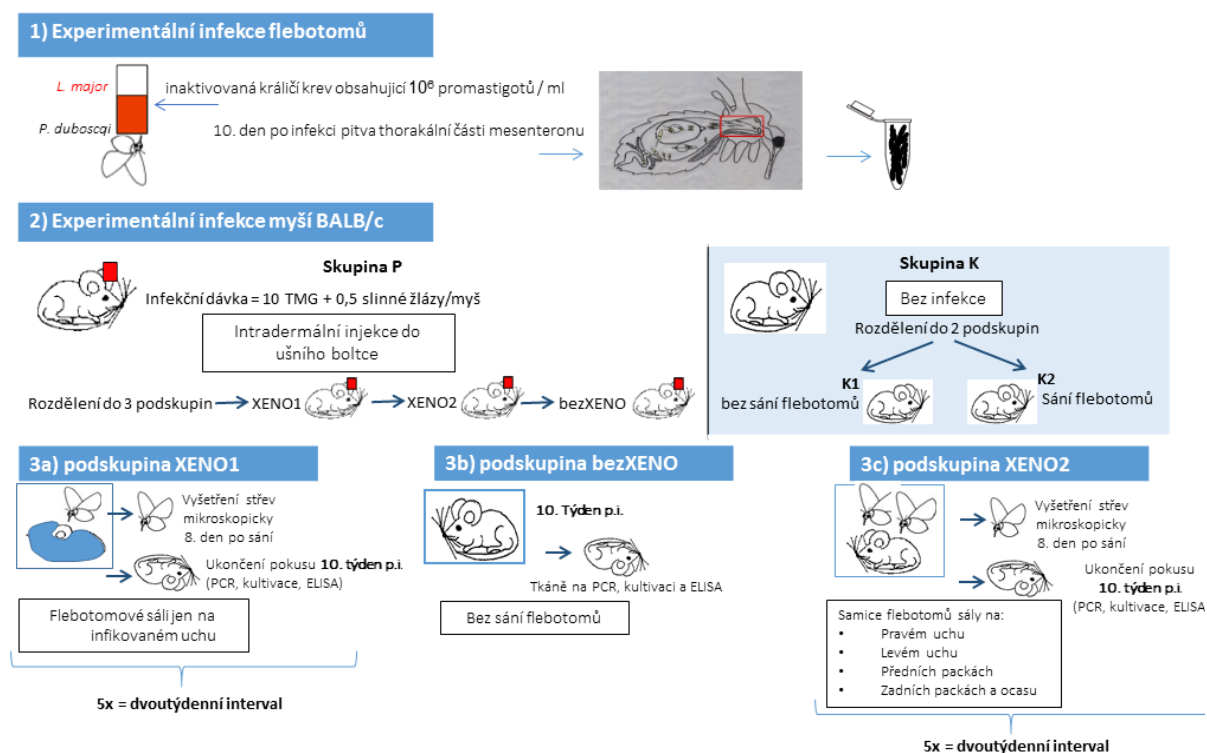 1) Experimentální infekce flebotomů
L. major
inaktivovaná králičí krev obsahujicí 10⁶ promastigotů / ml
P. duboscqi
10. den po infekci pitva thorakální části mesenteronu
2) Experimentální infekce myší BALB/c
Skupina P
Infekční dávka = 10 TMG + 0,5 slinné žlázy/myš
Intradermální injekce do
ušního boltce
Rozdělení do 3 podskupin
XENO1
XENO2
bezXENO
Skupina K
Bez infekce
Rozdělení do 2 podskupin
K1
bez sání flebotomů
K2
Sání flebotomů
3a) podskupina XENO1
Vyšetření střev
mikroskopicky
8. den po sání
Ukončení pokusu 10. týden p.i.
(PCR, kultivace, ELISA)
Flebotomové sáli jen na
infikovaném uchu
5x = dvoutýdenní interval
3b) podskupina bezXENO
10. Týden p.i.
Tkáně na PCR, kultivaci a ELISA
Bez sání flebotomů
3c) podskupina XENO2
Vyšetření střev
mikroskopicky
8. den po sání
Ukončení pokusu
10. týden p.i.
(PCR, kultivace, ELISA
Samice flebotomů sály na:
• Pravém uchu
• Levém uchu
• Předních packách
• Zadních packách a ocasu
5x = dvoutýdenní interval